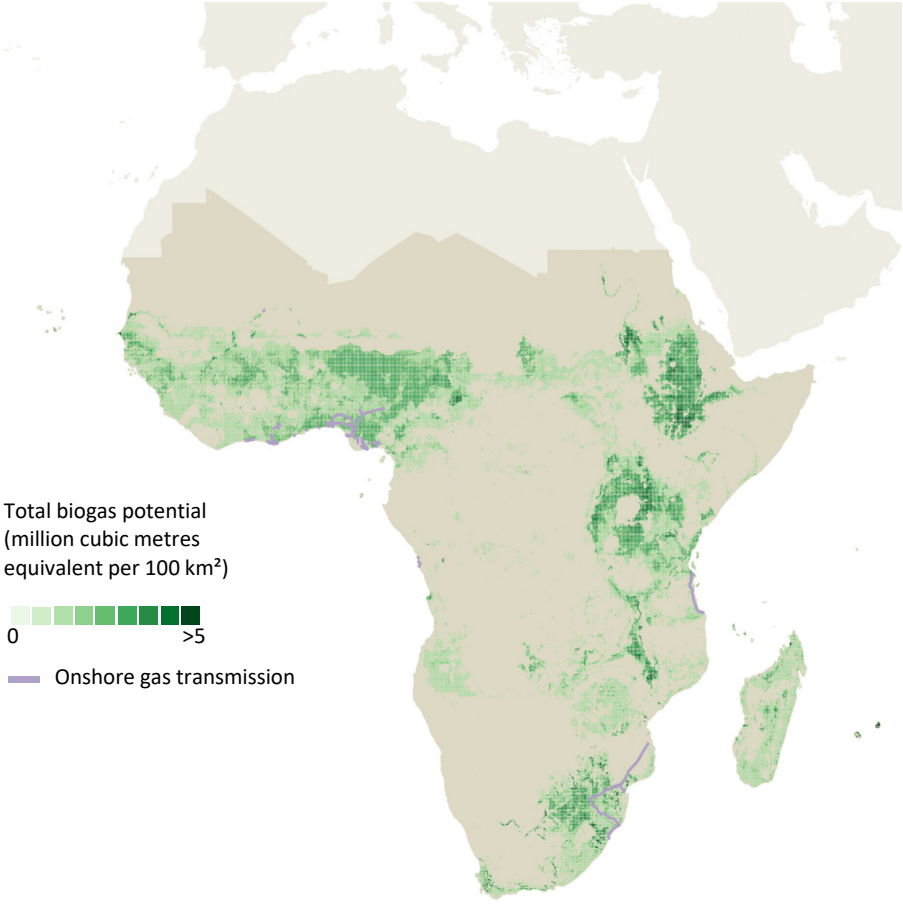 Total biogas potential
(million cubic metres
equivalent per 100 km²)
0 >5
Onshore gas transmission